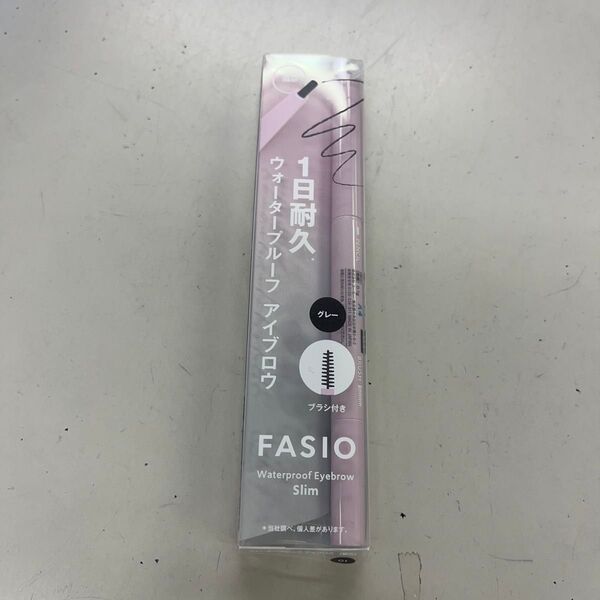 1日耐久*
ウォータープルーフ アイブロウ
グレー
ブラシ付き
FASIO
Waterproof Eyebrow
Slim
*当社調べ。個人差があります。
PENCIL
BRUSH